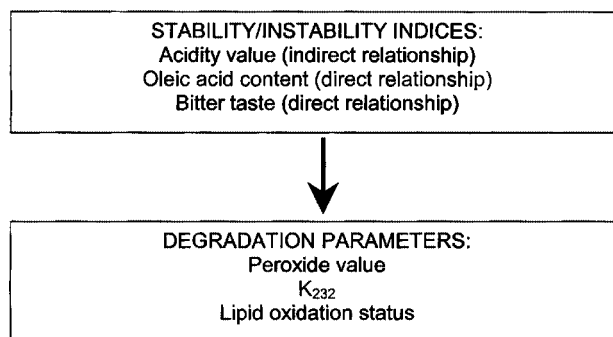 STABILITY/INSTABILITY INDICES:
Acidity value (indirect relationship)
Oleic acid content (direct relationship)
Bitter taste (direct relationship)
DEGRADATION PARAMETERS:
Peroxide value
K₂₃₂
Lipid oxidation status